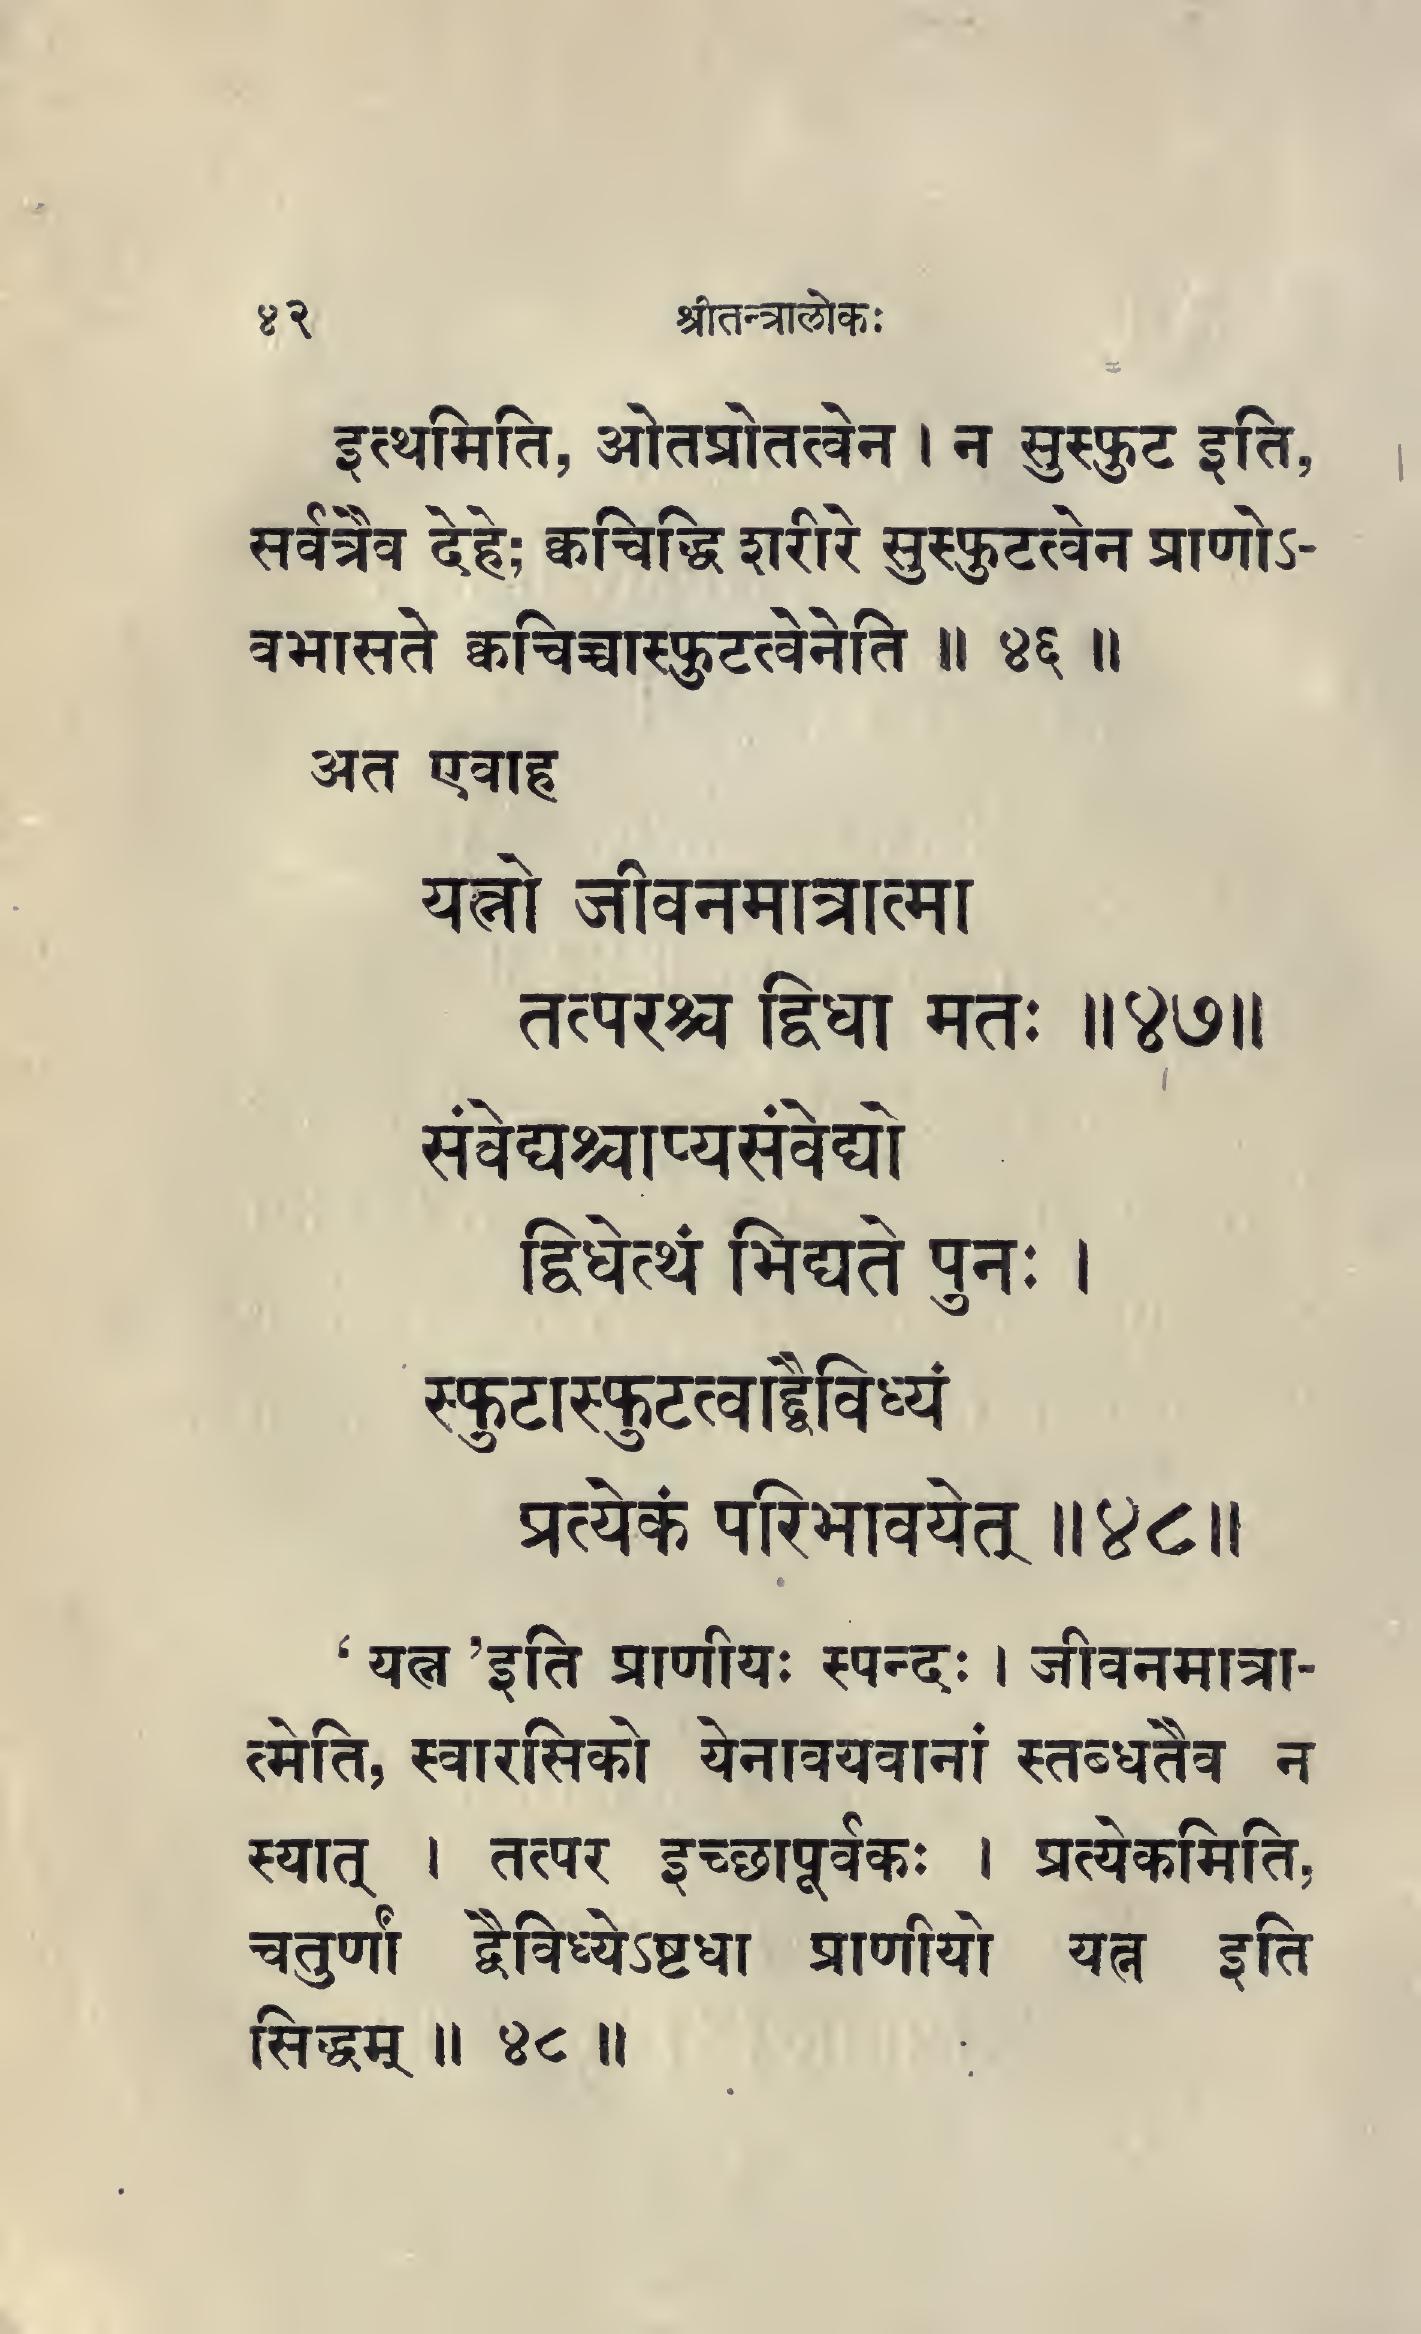 ४२ श्रीतन्त्रालोकः
इत्थमिति, ओतप्रोतत्वेन । न सुस्फुट इति,
सर्वत्रैव देहे; क्वचिद्धि शरीरे सुस्फुटत्वेन प्राणोऽ-
वभासते क्वचिच्चास्फुटत्वेनेति ॥ ४६ ॥
अत एवाह
यत्नो जीवनमात्रात्मा
तत्परश्च द्विधा मतः ॥४७॥
संवेद्यश्चाप्यसंवेद्यो
द्विधेत्थं भिद्यते पुनः ।
स्फुटास्फुटत्वाद्द्वैविध्यं
प्रत्येकं परिभावयेत् ॥४८॥
‘ यत्न ’इति प्राणीयः स्पन्दः । जीवनमात्रा-
त्मेति, स्वारसिको येनावयवानां स्तब्धतैव न
स्यात् । तत्पर इच्छापूर्वकः । प्रत्येकमिति,
चतुर्णां द्वैविध्येऽष्टधा प्राणीयो यत्न इति
सिद्धम् ॥ ४८ ॥